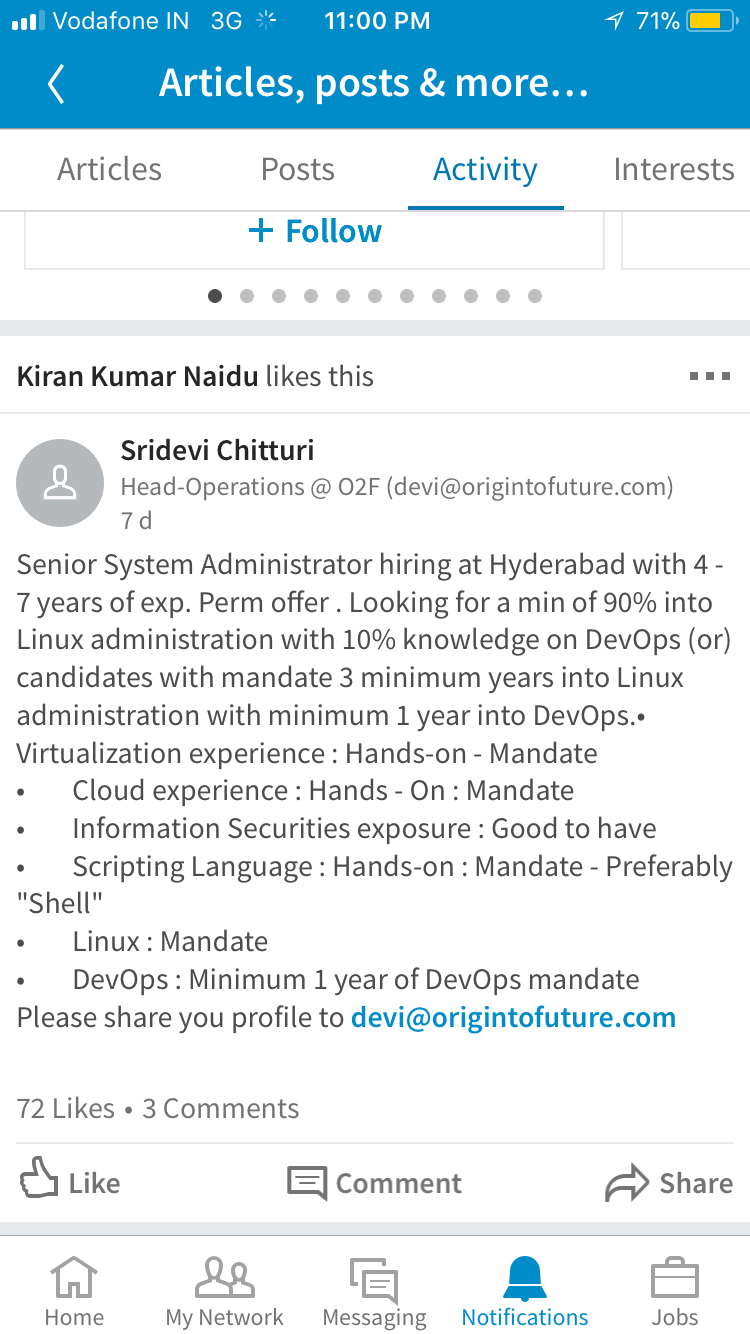 Vodafone IN 3G 11:00 PM 71%
Articles, posts & more...
Articles Posts Activity Interests
+ Follow
Kiran Kumar Naidu likes this
Sridevi Chitturi
Head-Operations @ O2F (devi@origintofuture.com)
7 d
Senior System Administrator hiring at Hyderabad with 4 -
7 years of exp. Perm offer . Looking for a min of 90% into
Linux administration with 10% knowledge on DevOps (or)
candidates with mandate 3 minimum years into Linux
administration with minimum 1 year into DevOps.•
Virtualization experience : Hands-on - Mandate
• Cloud experience : Hands - On : Mandate
• Information Securities exposure : Good to have
• Scripting Language : Hands-on : Mandate - Preferably
"Shell"
• Linux : Mandate
• DevOps : Minimum 1 year of DevOps mandate
Please share you profile to devi@origintofuture.com
72 Likes • 3 Comments
Like Comment Share
Home My Network Messaging Notifications Jobs